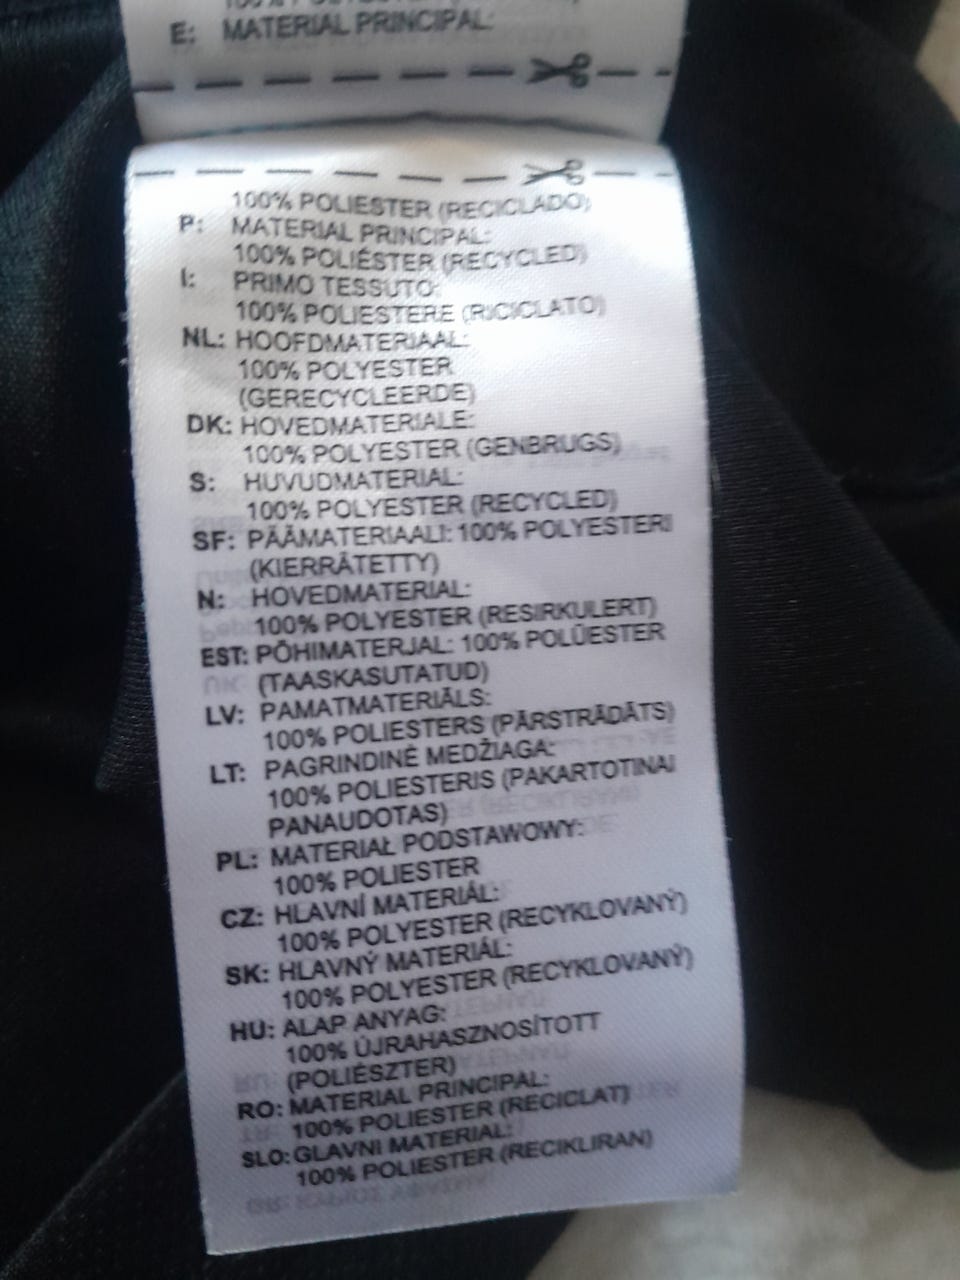 E: MATERIAL PRINCIPAL:
100% POLIESTER (RECICLADO)
P: MATERIAL PRINCIPAL:
100% POLIÉSTER (RECYCLED)
I: PRIMO TESSUTO:
100% POLIESTERE (RICICLATO)
NL: HOOFDMATERIAAL:
100% POLYESTER
(GERECYCLEERDE)
DK: HOVEDMATERIALE:
100% POLYESTER (GENBRUGS)
S: HUVUDMATERIAL:
100% POLYESTER (RECYCLED)
SF: PÄÄMATERIAALI: 100% POLYESTERI
(KIERRÄTETTY)
N: HOVEDMATERIAL:
100% POLYESTER (RESIRKULERT)
EST: PÕHIMATERJAL: 100% POLÜESTER
(TAASKASUTATUD)
LV: PAMATMATERIĀLS:
100% POLIESTERS (PĀRSTRĀDĀTS)
LT: PAGRINDINĖ MEDŽIAGA:
100% POLIESTERIS (PAKARTOTINAI
PANAUDOTAS)
PL: MATERIAŁ PODSTAWOWY:
100% POLIESTER
CZ: HLAVNÍ MATERIÁL:
100% POLYESTER (RECYKLOVANÝ)
SK: HLAVNÝ MATERIÁL:
100% POLYESTER (RECYKLOVANÝ)
HU: ALAP ANYAG:
100% ÚJRAHASZNOSÍTOTT
(POLIÉSZTER)
RO: MATERIAL PRINCIPAL:
100% POLIESTER (RECICLAT)
SLO: GLAVNI MATERIAL:
100% POLIESTER (RECIKLIRAN)